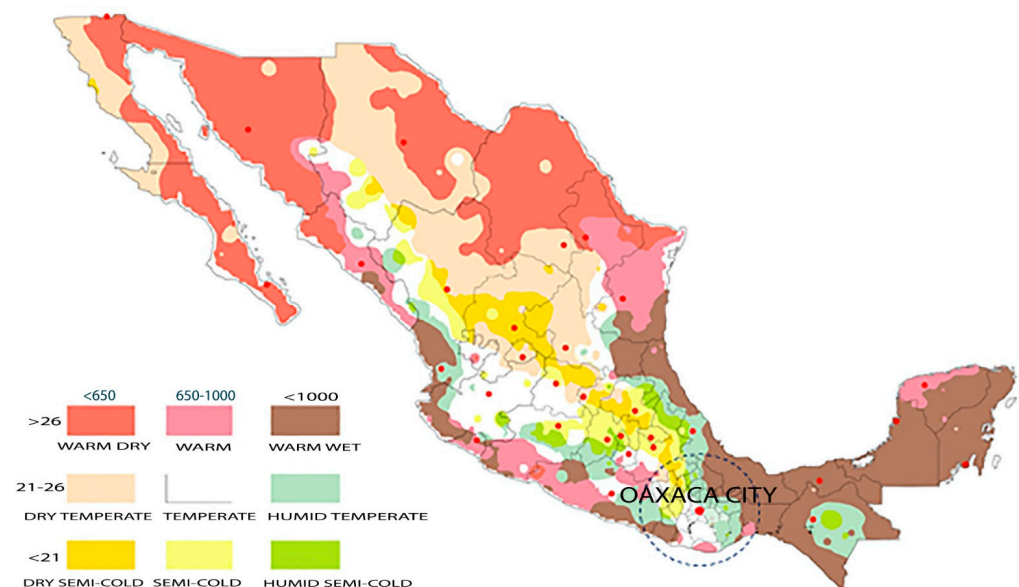 OAXACA CITY
<650 650-1000 <1000
>26
WARM DRY WARM WARM WET
21-26
DRY TEMPERATE TEMPERATE HUMID TEMPERATE
<21
DRY SEMI-COLD SEMI-COLD HUMID SEMI-COLD